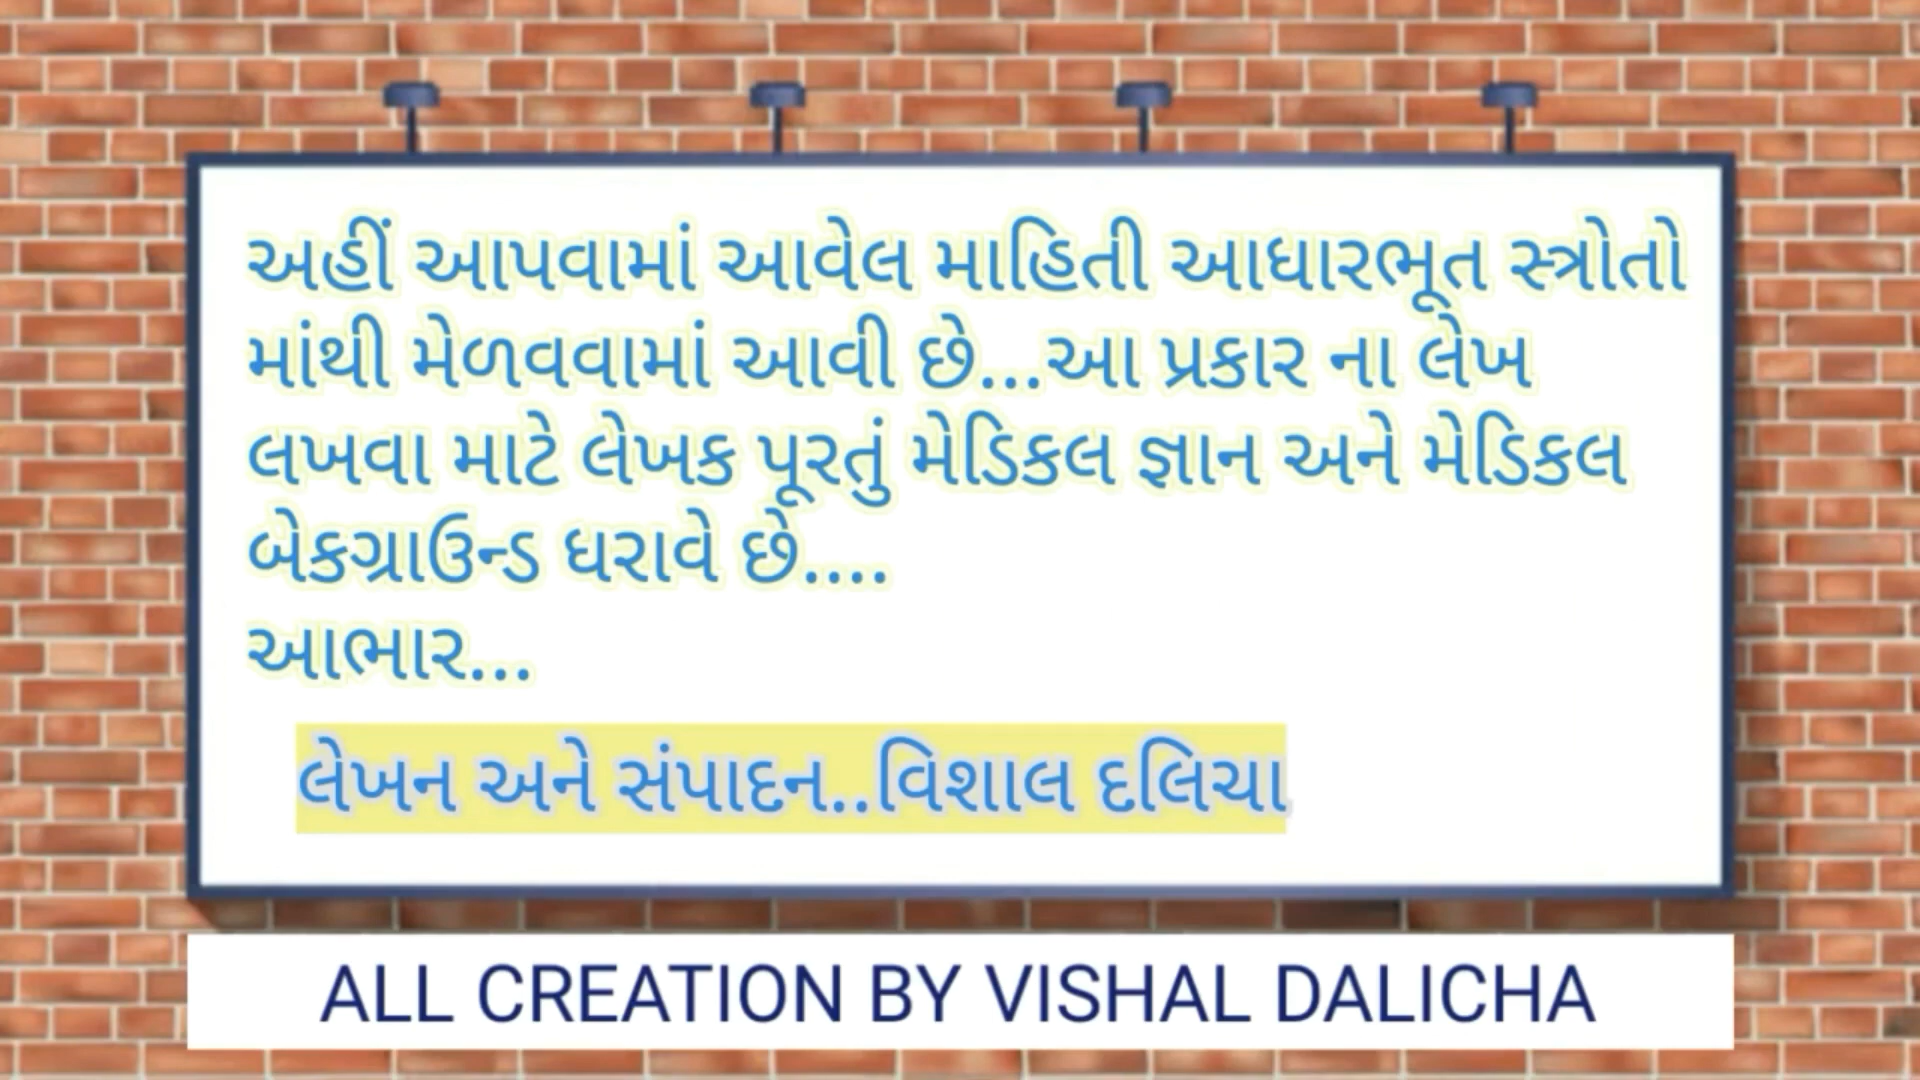 અહીં આપવામાં આવેલ માહિતી આધારભૂત સ્ત્રોતો
માંથી મેળવવામાં આવી છે...આ પ્રકાર ના લેખ
લખવા માટે લેખક પૂરતું મેડિકલ જ્ઞાન અને મેડિકલ
બેકગ્રાઉન્ડ ધરાવે છે....
આભાર...
લેખન અને સંપાદન..વિશાલ દલિચા
ALL CREATION BY VISHAL DALICHA